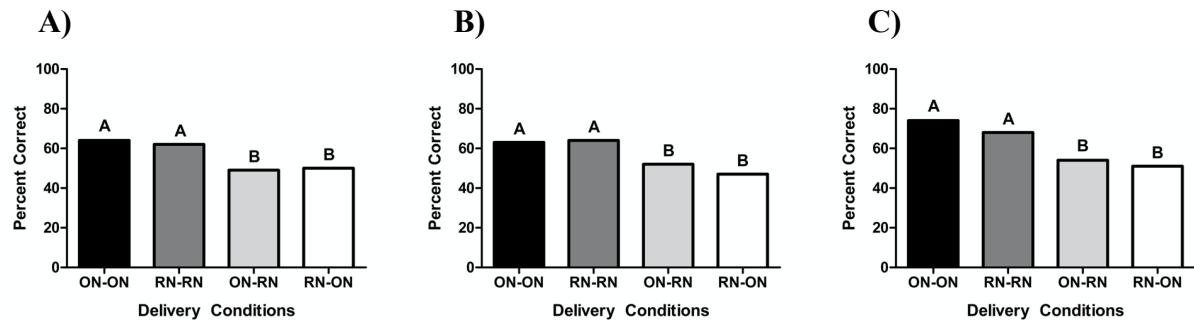 A)
100
80
60
40
20
0
Percent Correct
A
A
B
B
ON-ON RN-RN ON-RN RN-ON
Delivery Conditions
B)
100
80
60
40
20
0
Percent Correct
A
A
B
B
ON-ON RN-RN ON-RN RN-ON
Delivery Conditions
C)
100
80
60
40
20
0
Percent Correct
A
A
B
B
ON-ON RN-RN ON-RN RN-ON
Delivery Conditions